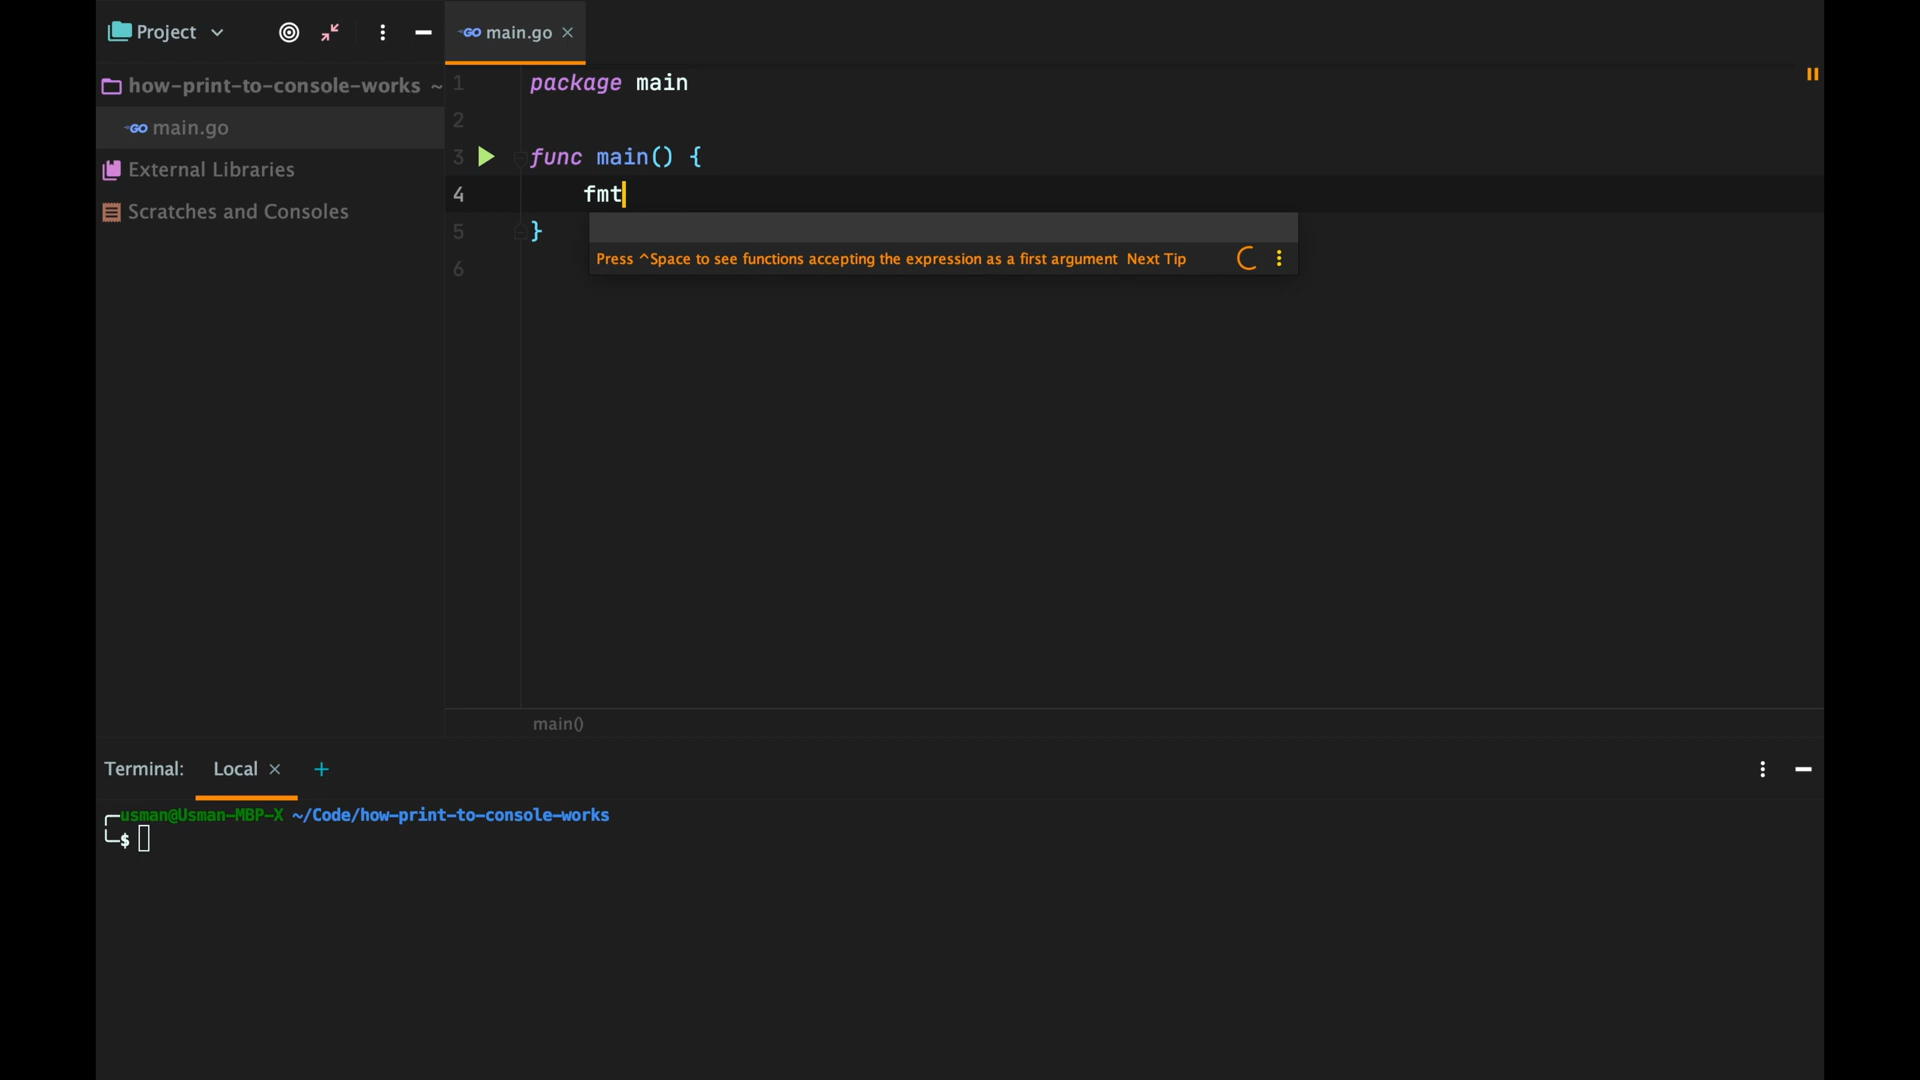 Project
main.go
how-print-to-console-works ~
main.go
External Libraries
Scratches and Consoles
1 package main
2
3 func main() {
4 fmt
5 }
6
Press ^Space to see functions accepting the expression as a first argument Next Tip
main()
Terminal: Local +
usman@Usman-MBP-X ~/Code/how-print-to-console-works
$